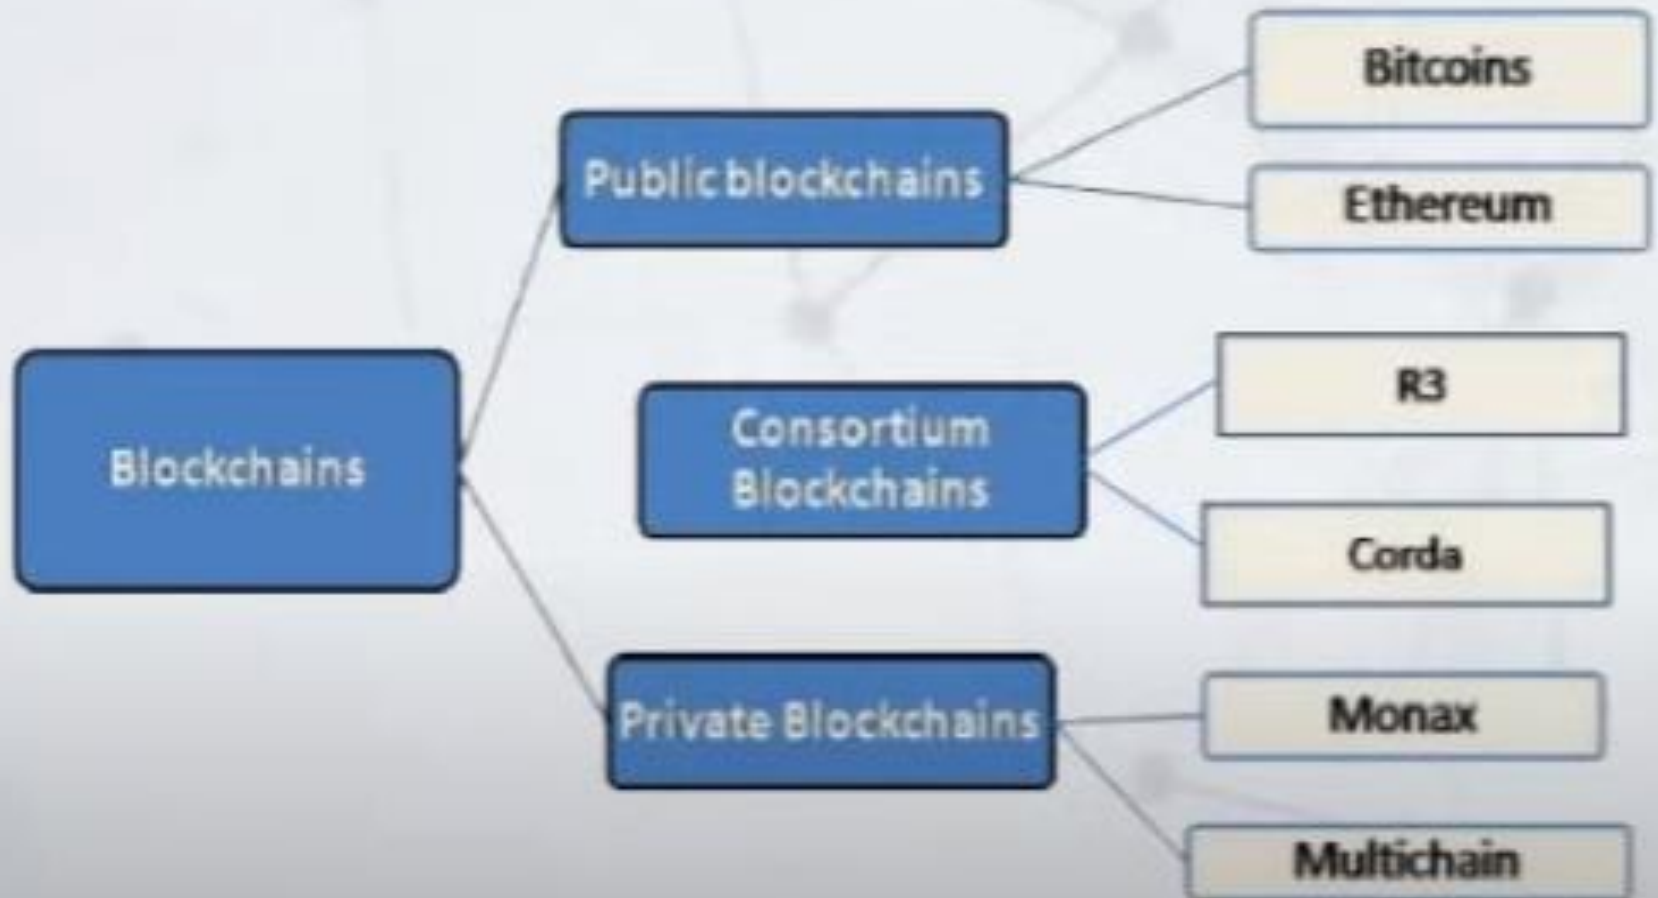 Bitcoins
Public blockchains
Ethereum
R3
Consortium
Blockchains
Blockchains
Corda
Private Blockchains
Monax
Multichain